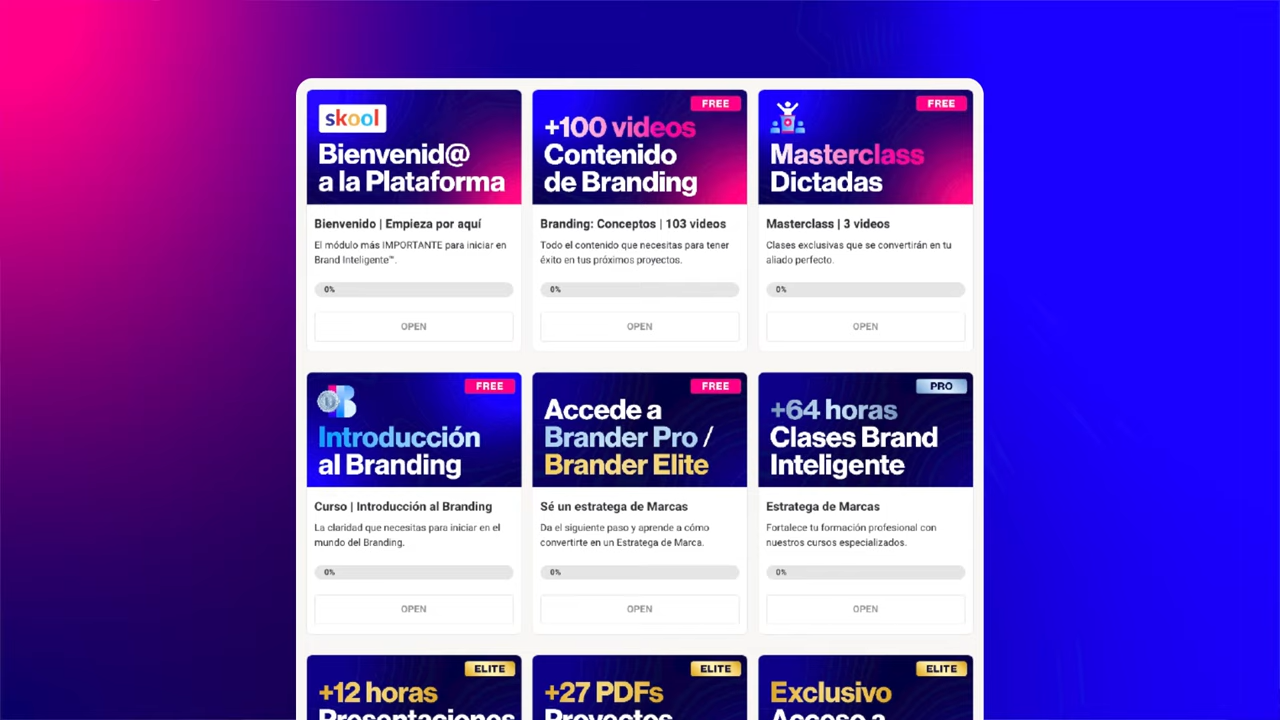 skool
Bienvenid@
a la Plataforma
Bienvenido | Empieza por aquí
El módulo más IMPORTANTE para iniciar en
Brand Inteligente™.
0%
OPEN
FREE
+100 videos
Contenido
de Branding
Branding: Conceptos | 103 videos
Todo el contenido que necesitas para tener
éxito en tus próximos proyectos.
0%
OPEN
FREE
Masterclass
Dictadas
Masterclass | 3 videos
Clases exclusivas que se convertirán en tu
aliado perfecto.
0%
OPEN
FREE
Introducción
al Branding
Curso | Introducción al Branding
La claridad que necesitas para iniciar en el
mundo del Branding.
0%
OPEN
FREE
Accede a
Brander Pro /
Brander Elite
Sé un estratega de Marcas
Da el siguiente paso y aprende a cómo
convertirte en un Estratega de Marca.
0%
OPEN
PRO
+64 horas
Clases Brand
Inteligente
Estratega de Marcas
Fortalece tu formación profesional con
nuestros cursos especializados.
0%
OPEN
ELITE
+12 horas
Presentaciones
ELITE
+27 PDFs
Proyectos
ELITE
Exclusivo
Acceso a